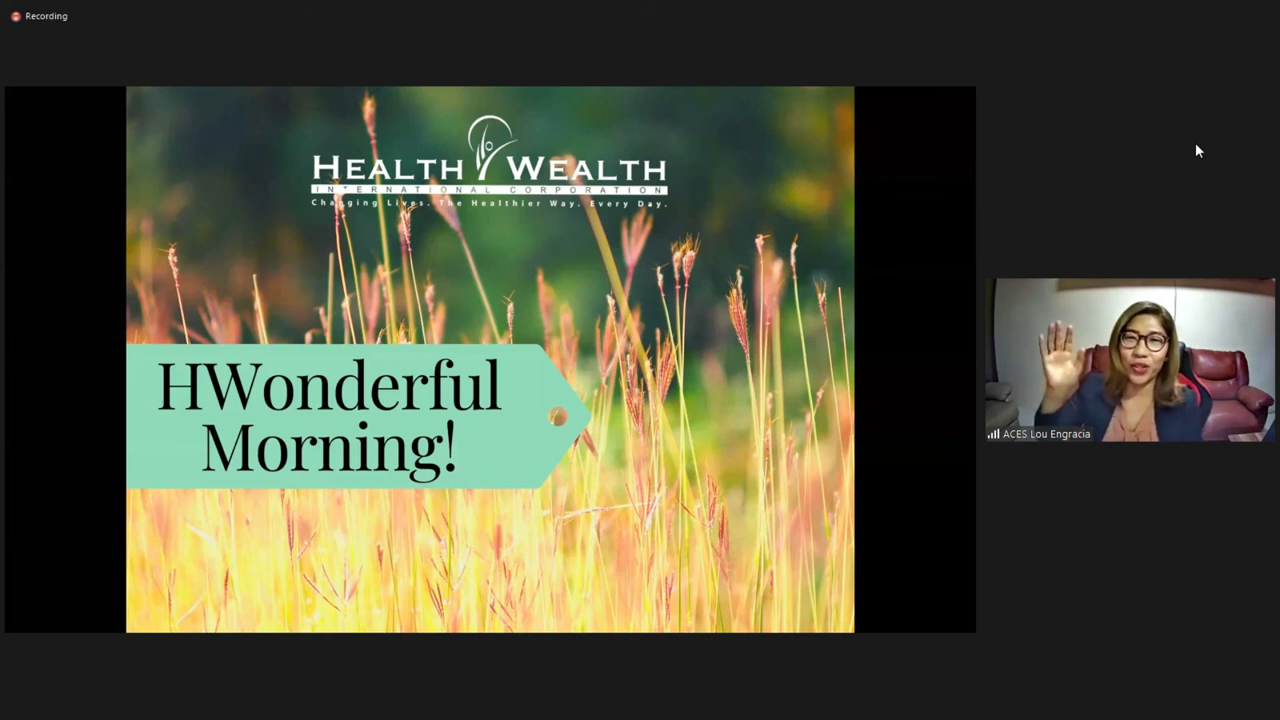 Recording
HEALTH WEALTH
INTERNATIONAL CORPORATION
Changing Lives. The Healthier Way. Every Day.
HWonderful
Morning!
ACES Lou Engracia